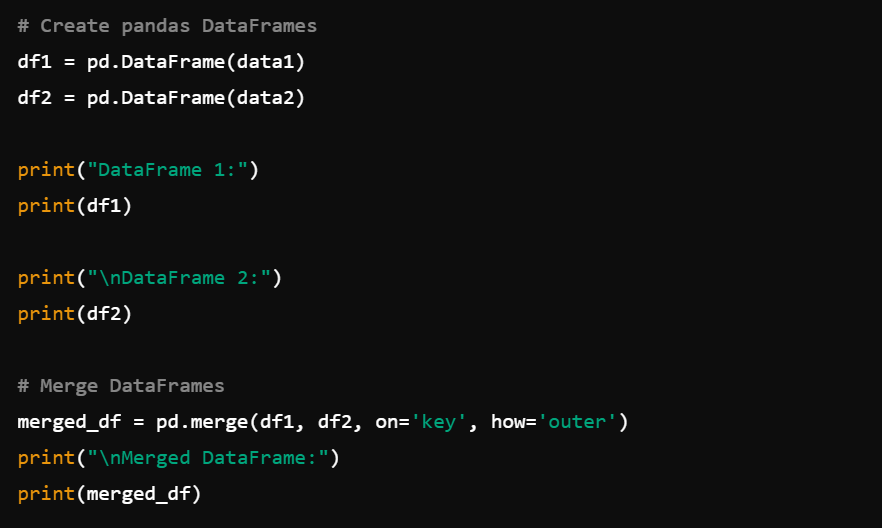 # Create pandas DataFrames
df1 = pd.DataFrame(data1)
df2 = pd.DataFrame(data2)
print("DataFrame 1:")
print(df1)
print("\nDataFrame 2:")
print(df2)
# Merge DataFrames
merged_df = pd.merge(df1, df2, on='key', how='outer')
print("\nMerged DataFrame:")
print(merged_df)